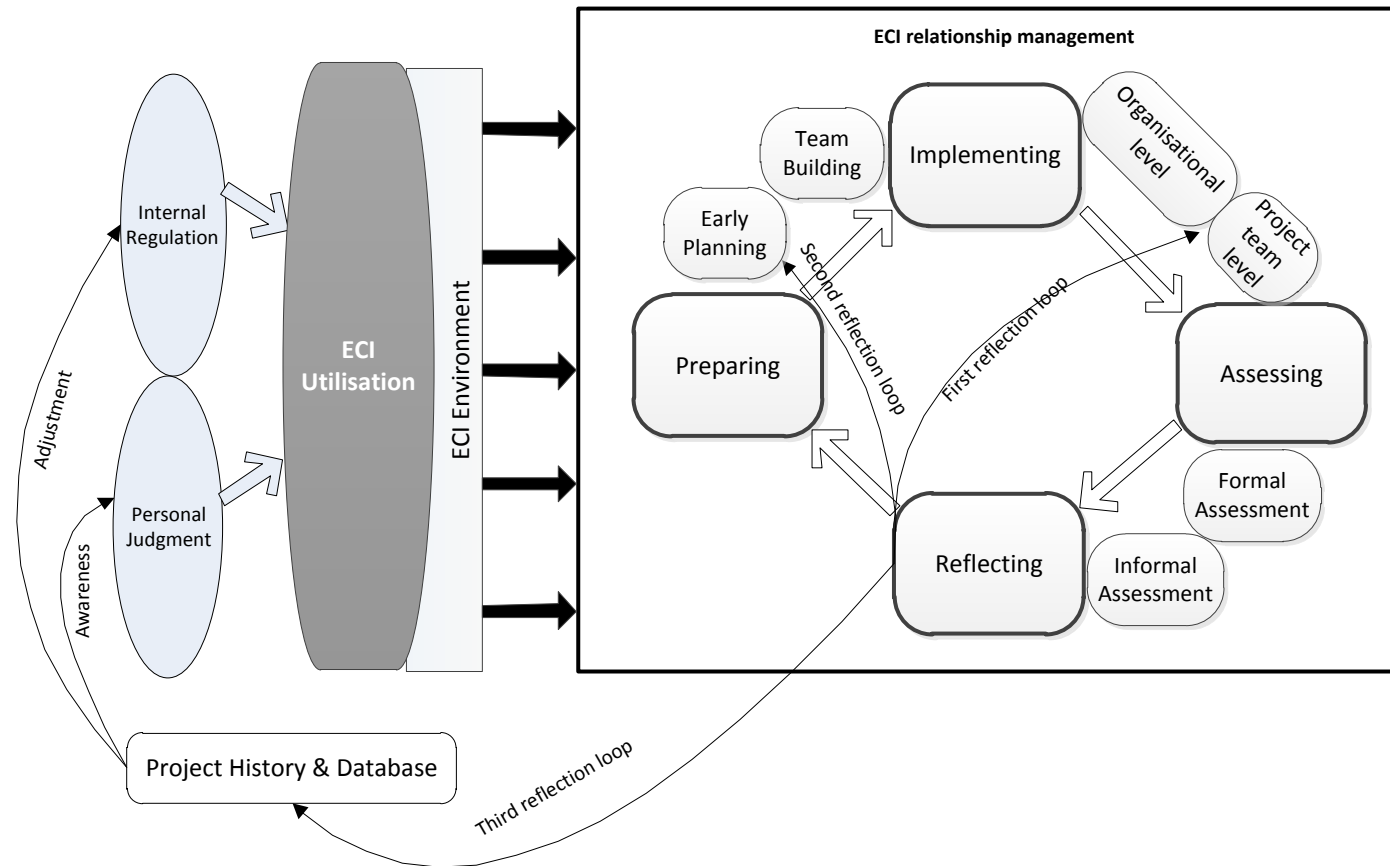 ECI relationship management
Internal
Regulation
Personal
Judgment
Adjustment
Awareness
ECI
Utilisation
ECI Environment
Team
Building
Early
Planning
Implementing
Organisational
level
Project
team
level
Preparing
Second reflection loop
First reflection loop
Assessing
Formal
Assessment
Informal
Assessment
Reflecting
Project History & Database
Third reflection loop